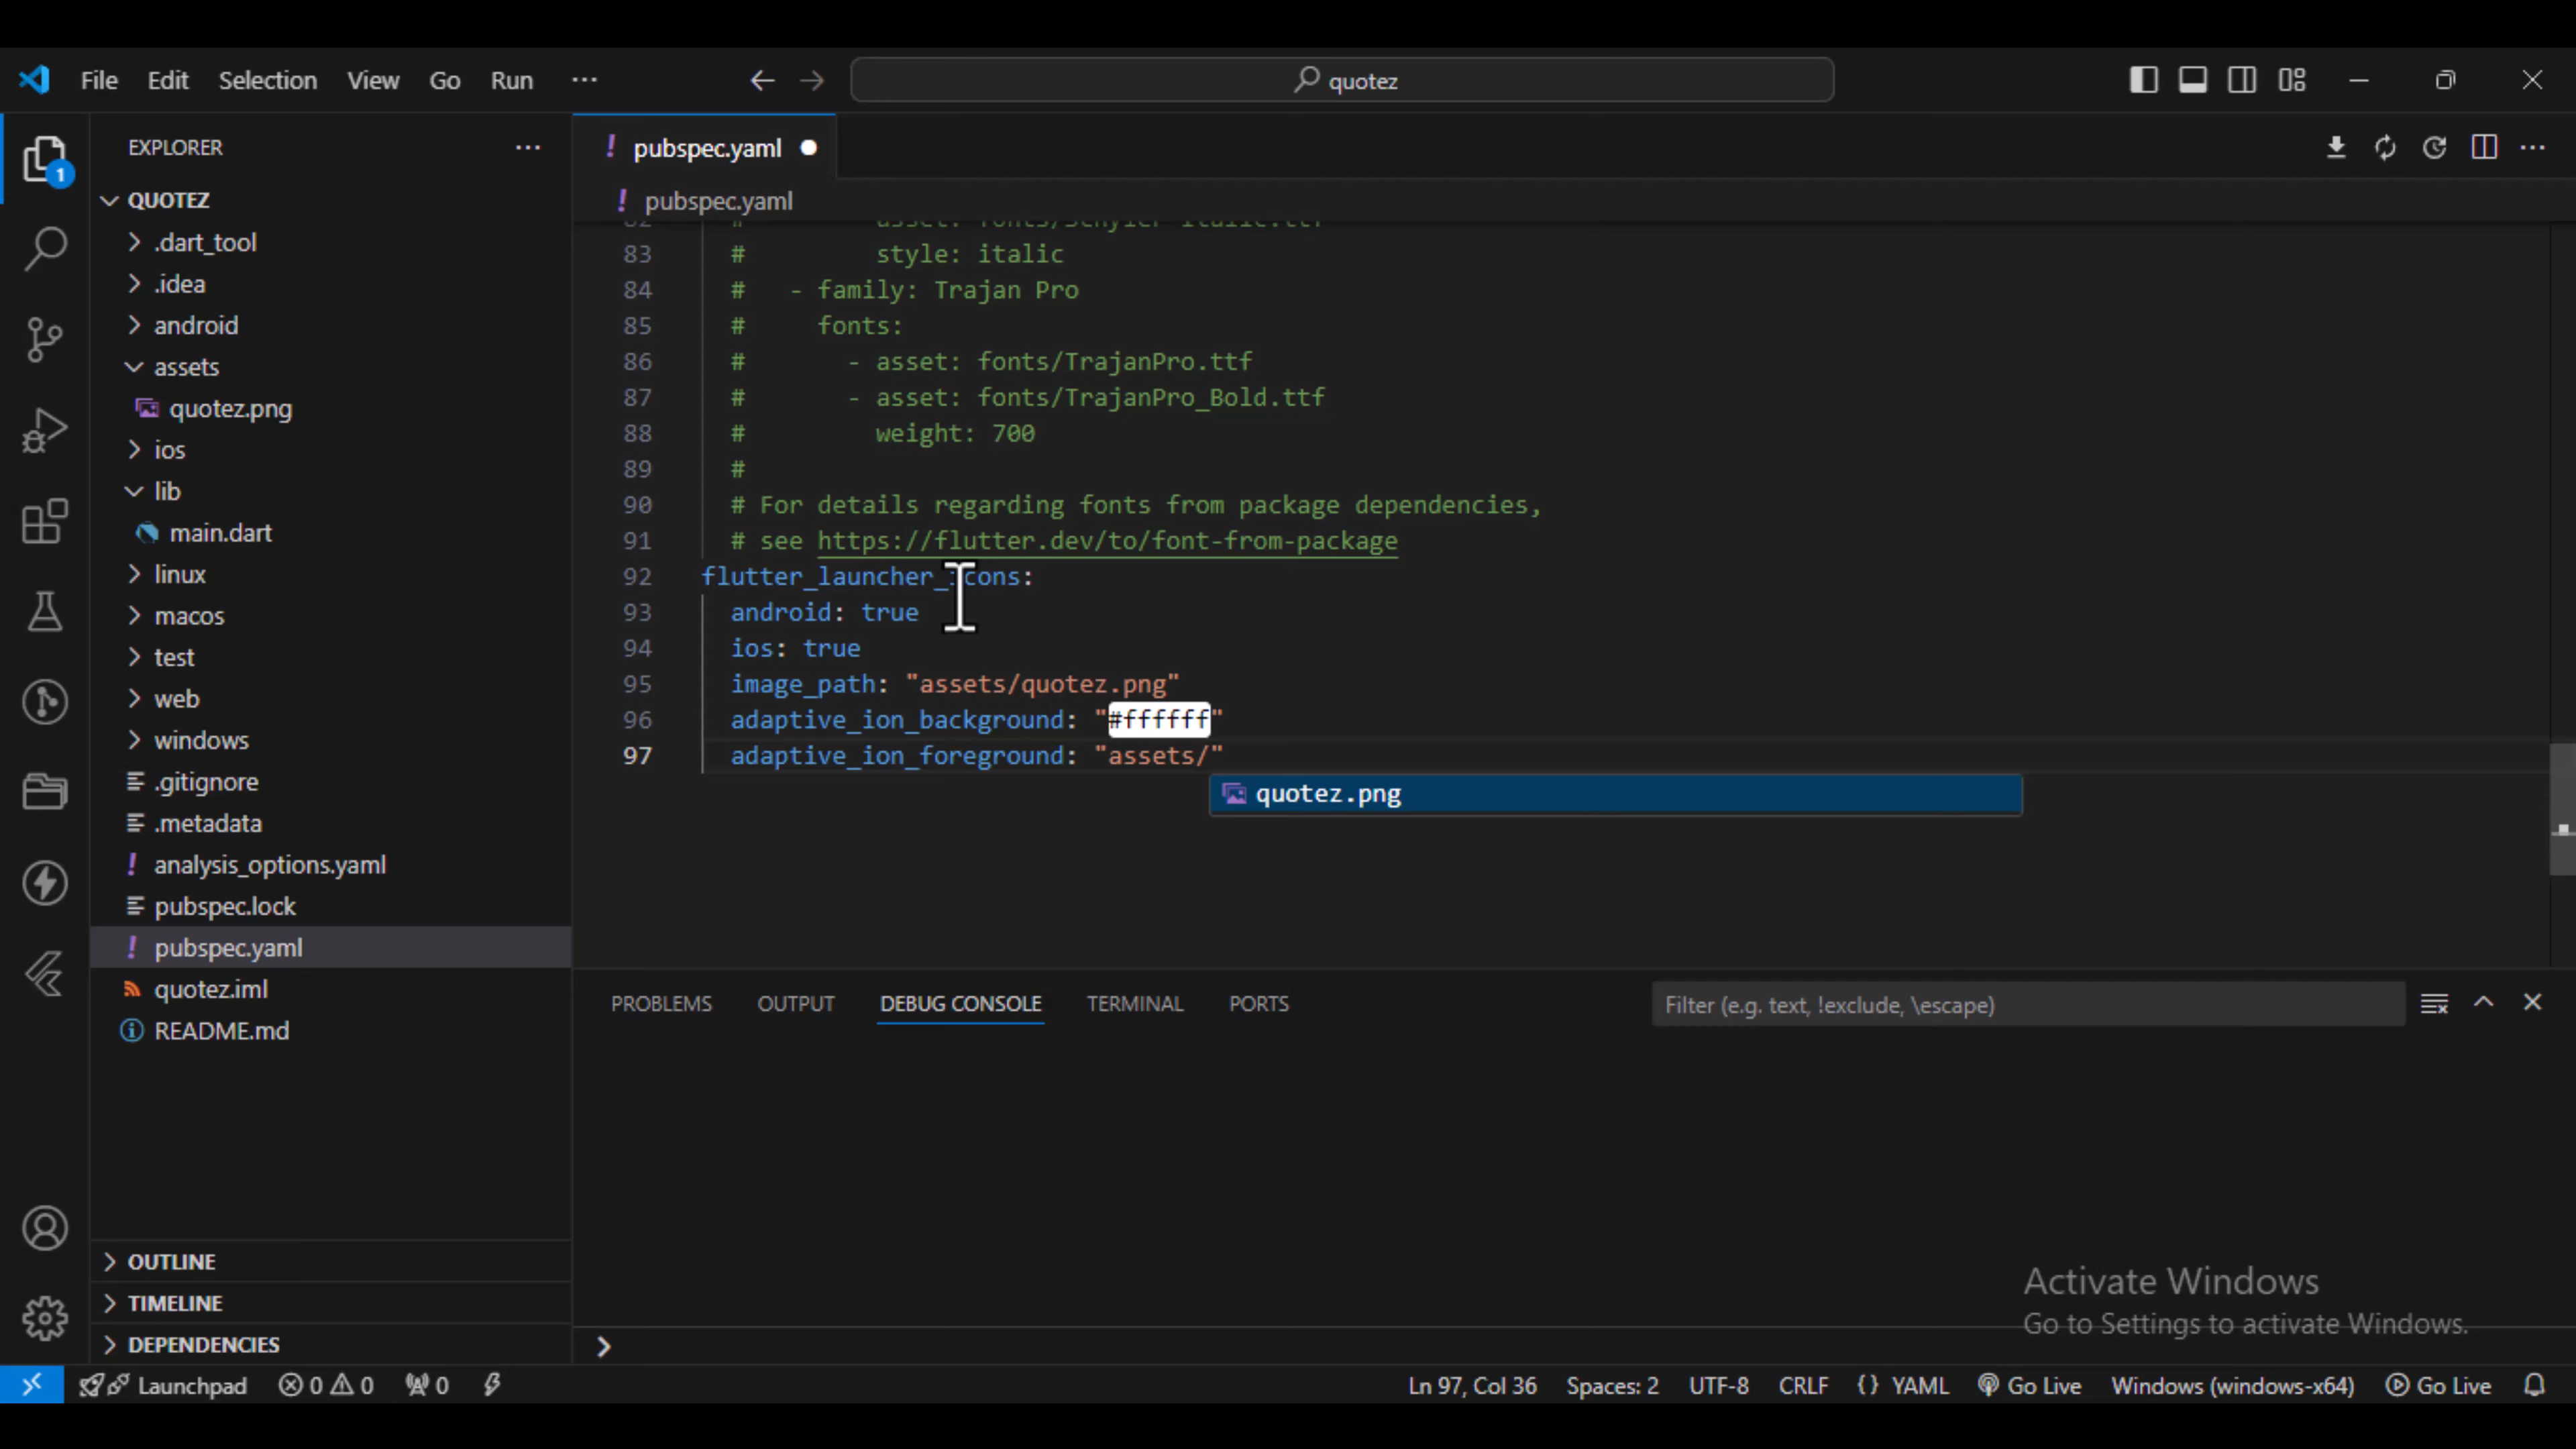 File Edit Selection View Go Run ···
quotez
EXPLORER
1
QUOTEZ
.dart_tool
.idea
android
assets
quotez.png
ios
lib
main.dart
linux
macos
test
web
windows
.gitignore
.metadata
analysis_options.yaml
pubspec.lock
pubspec.yaml
quotez.iml
README.md
OUTLINE
TIMELINE
DEPENDENCIES
! pubspec.yaml
! pubspec.yaml
83 # style: italic
84 # - family: Trajan Pro
85 # fonts:
86 # - asset: fonts/TrajanPro.ttf
87 # - asset: fonts/TrajanPro_Bold.ttf
88 # weight: 700
89 #
90 # For details regarding fonts from package dependencies,
91 # see https://flutter.dev/to/font-from-package
92 flutter_launcher_icons:
93 android: true
94 ios: true
95 image_path: "assets/quotez.png"
96 adaptive_ion_background: "#ffffff"
97 adaptive_ion_foreground: "assets/"
quotez.png
PROBLEMS OUTPUT DEBUG CONSOLE TERMINAL PORTS
Filter (e.g. text, !exclude, \escape)
Activate Windows
Go to Settings to activate Windows.
Launchpad 0 0 0 Ln 97, Col 36 Spaces: 2 UTF-8 CRLF {} YAML Go Live Windows (windows-x64) Go Live